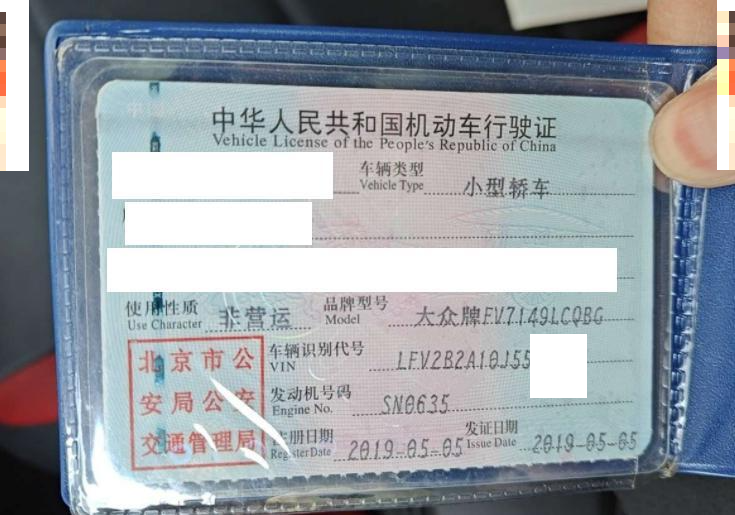 中华人民共和国机动车行驶证
Vehicle License of the People's Republic of China
车辆类型 小型轿车
Vehicle Type
使用性质 非营运 品牌型号 大众牌FV7149LCQBG
Use Character Model
北京市公
安局公安
交通管理局
车辆识别代号 LFV2B2A10J55
VIN
发动机号码 SN0635
Engine No.
注册日期 2019-05-05 发证日期 2019-05-05
Register Date Issue Date